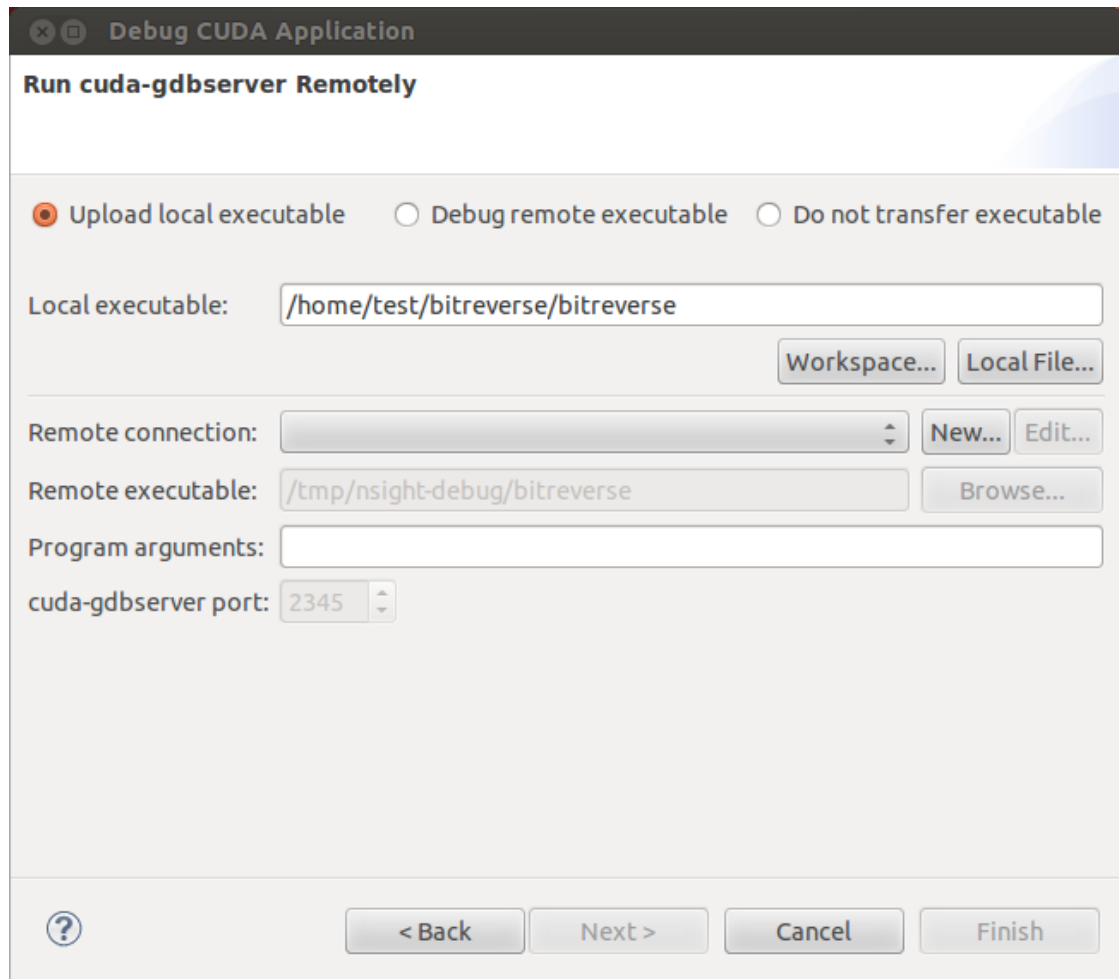 Debug CUDA Application
Run cuda-gdbserver Remotely
Upload local executable Debug remote executable Do not transfer executable
Local executable: /home/test/bitreverse/bitreverse
Workspace... Local File...
Remote connection: New... Edit...
Remote executable: /tmp/nsight-debug/bitreverse Browse...
Program arguments:
cuda-gdbserver port: 2345
? < Back Next > Cancel Finish